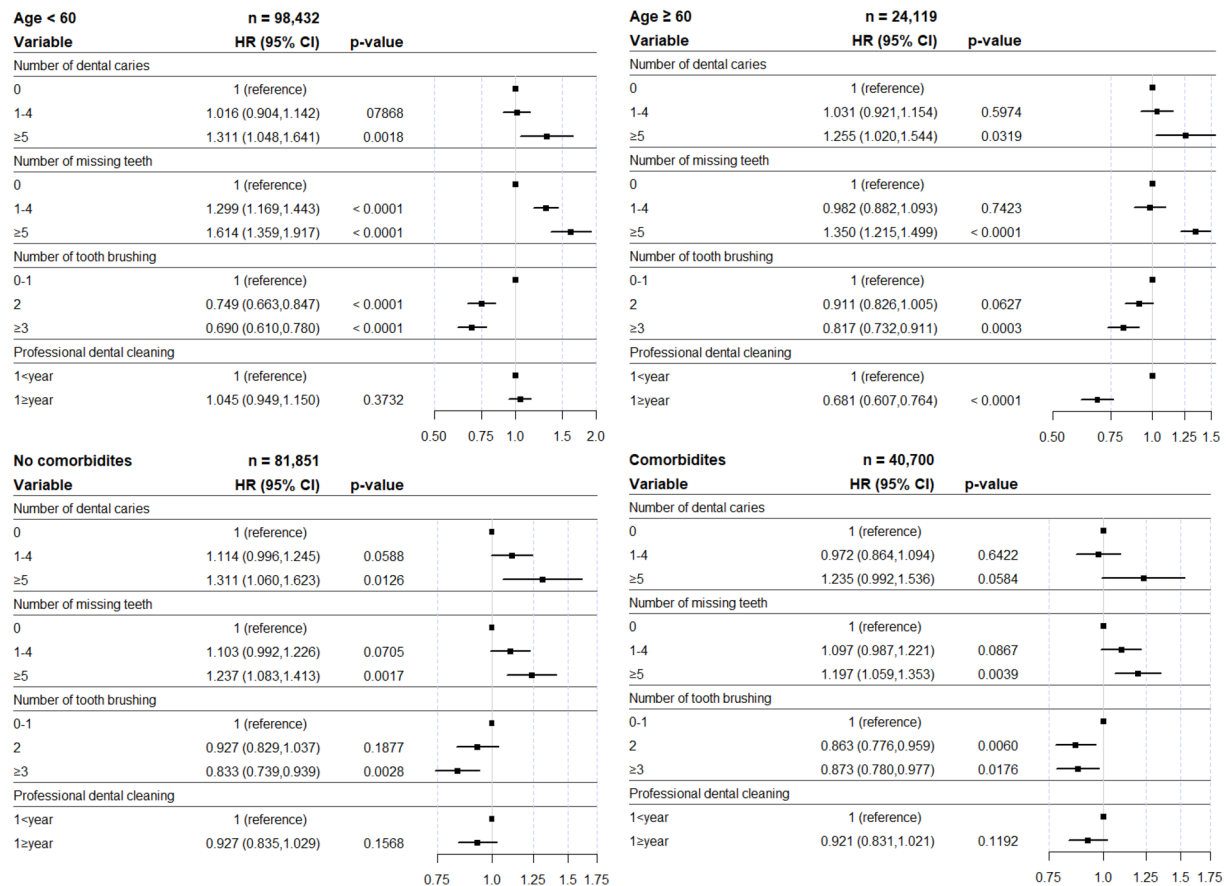 Age < 60 n = 98,432
Variable HR (95% CI) p-value
Number of dental caries
0 1 (reference)
1-4 1.016 (0.904,1.142) 07868
≥5 1.311 (1.048,1.641) 0.0018
Number of missing teeth
0 1 (reference)
1-4 1.299 (1.169,1.443) < 0.0001
≥5 1.614 (1.359,1.917) < 0.0001
Number of tooth brushing
0-1 1 (reference)
2 0.749 (0.663,0.847) < 0.0001
≥3 0.690 (0.610,0.780) < 0.0001
Professional dental cleaning
1<year 1 (reference)
1≥year 1.045 (0.949,1.150) 0.3732
0.50 0.75 1.0 1.5 2.0
Age ≥ 60 n = 24,119
Variable HR (95% CI) p-value
Number of dental caries
0 1 (reference)
1-4 1.031 (0.921,1.154) 0.5974
≥5 1.255 (1.020,1.544) 0.0319
Number of missing teeth
0 1 (reference)
1-4 0.982 (0.882,1.093) 0.7423
≥5 1.350 (1.215,1.499) < 0.0001
Number of tooth brushing
0-1 1 (reference)
2 0.911 (0.826,1.005) 0.0627
≥3 0.817 (0.732,0.911) 0.0003
Professional dental cleaning
1<year 1 (reference)
1≥year 0.681 (0.607,0.764) < 0.0001
0.50 0.75 1.0 1.25 1.5
No comorbidites n = 81,851
Variable HR (95% CI) p-value
Number of dental caries
0 1 (reference)
1-4 1.114 (0.996,1.245) 0.0588
≥5 1.311 (1.060,1.623) 0.0126
Number of missing teeth
0 1 (reference)
1-4 1.103 (0.992,1.226) 0.0705
≥5 1.237 (1.083,1.413) 0.0017
Number of tooth brushing
0-1 1 (reference)
2 0.927 (0.829,1.037) 0.1877
≥3 0.833 (0.739,0.939) 0.0028
Professional dental cleaning
1<year 1 (reference)
1≥year 0.927 (0.835,1.029) 0.1568
0.75 1.0 1.25 1.5 1.75
Comorbidites n = 40,700
Variable HR (95% CI) p-value
Number of dental caries
0 1 (reference)
1-4 0.972 (0.864,1.094) 0.6422
≥5 1.235 (0.992,1.536) 0.0584
Number of missing teeth
0 1 (reference)
1-4 1.097 (0.987,1.221) 0.0867
≥5 1.197 (1.059,1.353) 0.0039
Number of tooth brushing
0-1 1 (reference)
2 0.863 (0.776,0.959) 0.0060
≥3 0.873 (0.780,0.977) 0.0176
Professional dental cleaning
1<year 1 (reference)
1≥year 0.921 (0.831,1.021) 0.1192
0.75 1.0 1.25 1.5 1.75